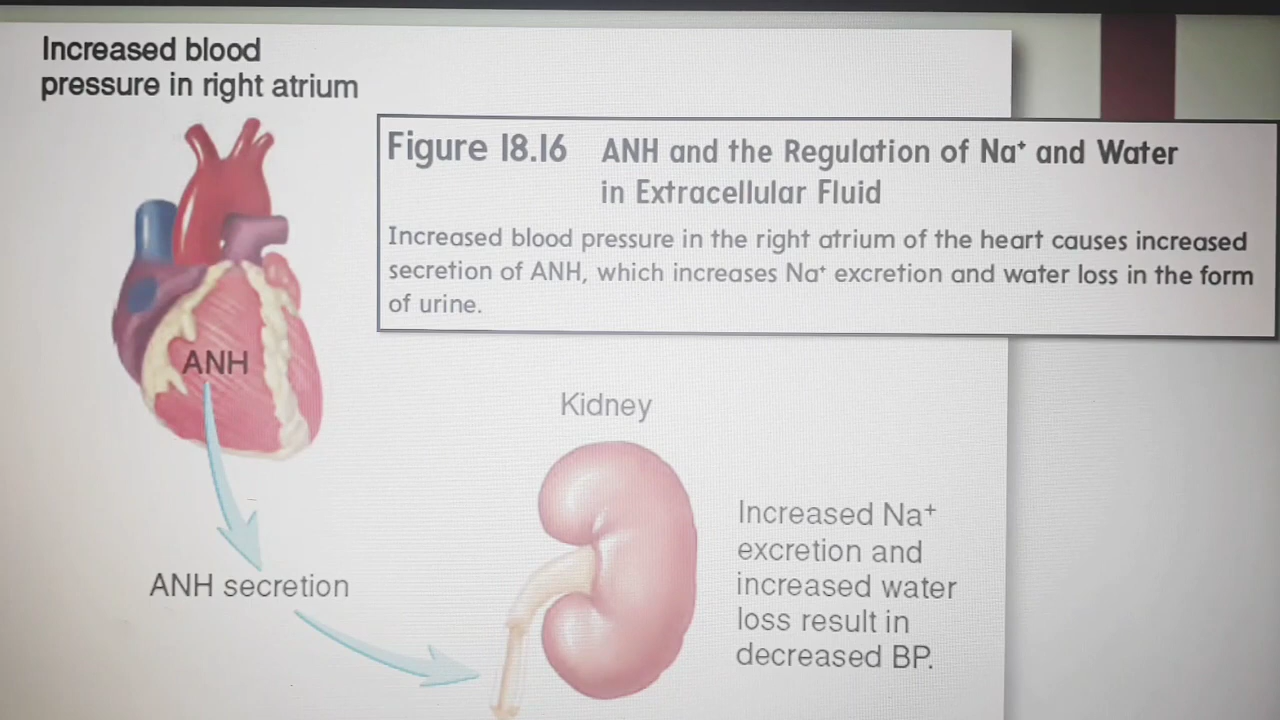 Increased blood
pressure in right atrium
Figure 18.16 ANH and the Regulation of Na⁺ and Water
in Extracellular Fluid
Increased blood pressure in the right atrium of the heart causes increased
secretion of ANH, which increases Na⁺ excretion and water loss in the form
of urine.
ANH
Kidney
ANH secretion
Increased Na⁺
excretion and
increased water
loss result in
decreased BP.